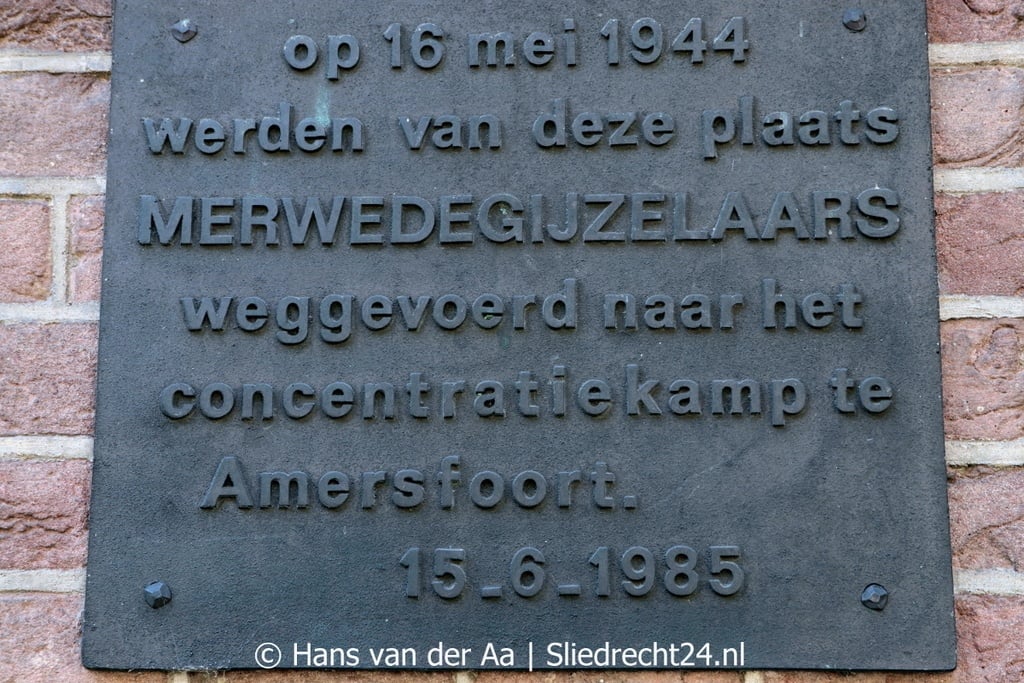 op 16 mei 1944
werden van deze plaats
MERWEDEGIJZELAARS
weggevoerd naar het
concentratiekamp te
Amersfoort.
15-6-1985
© Hans van der Aa | Sliedrecht24.nl